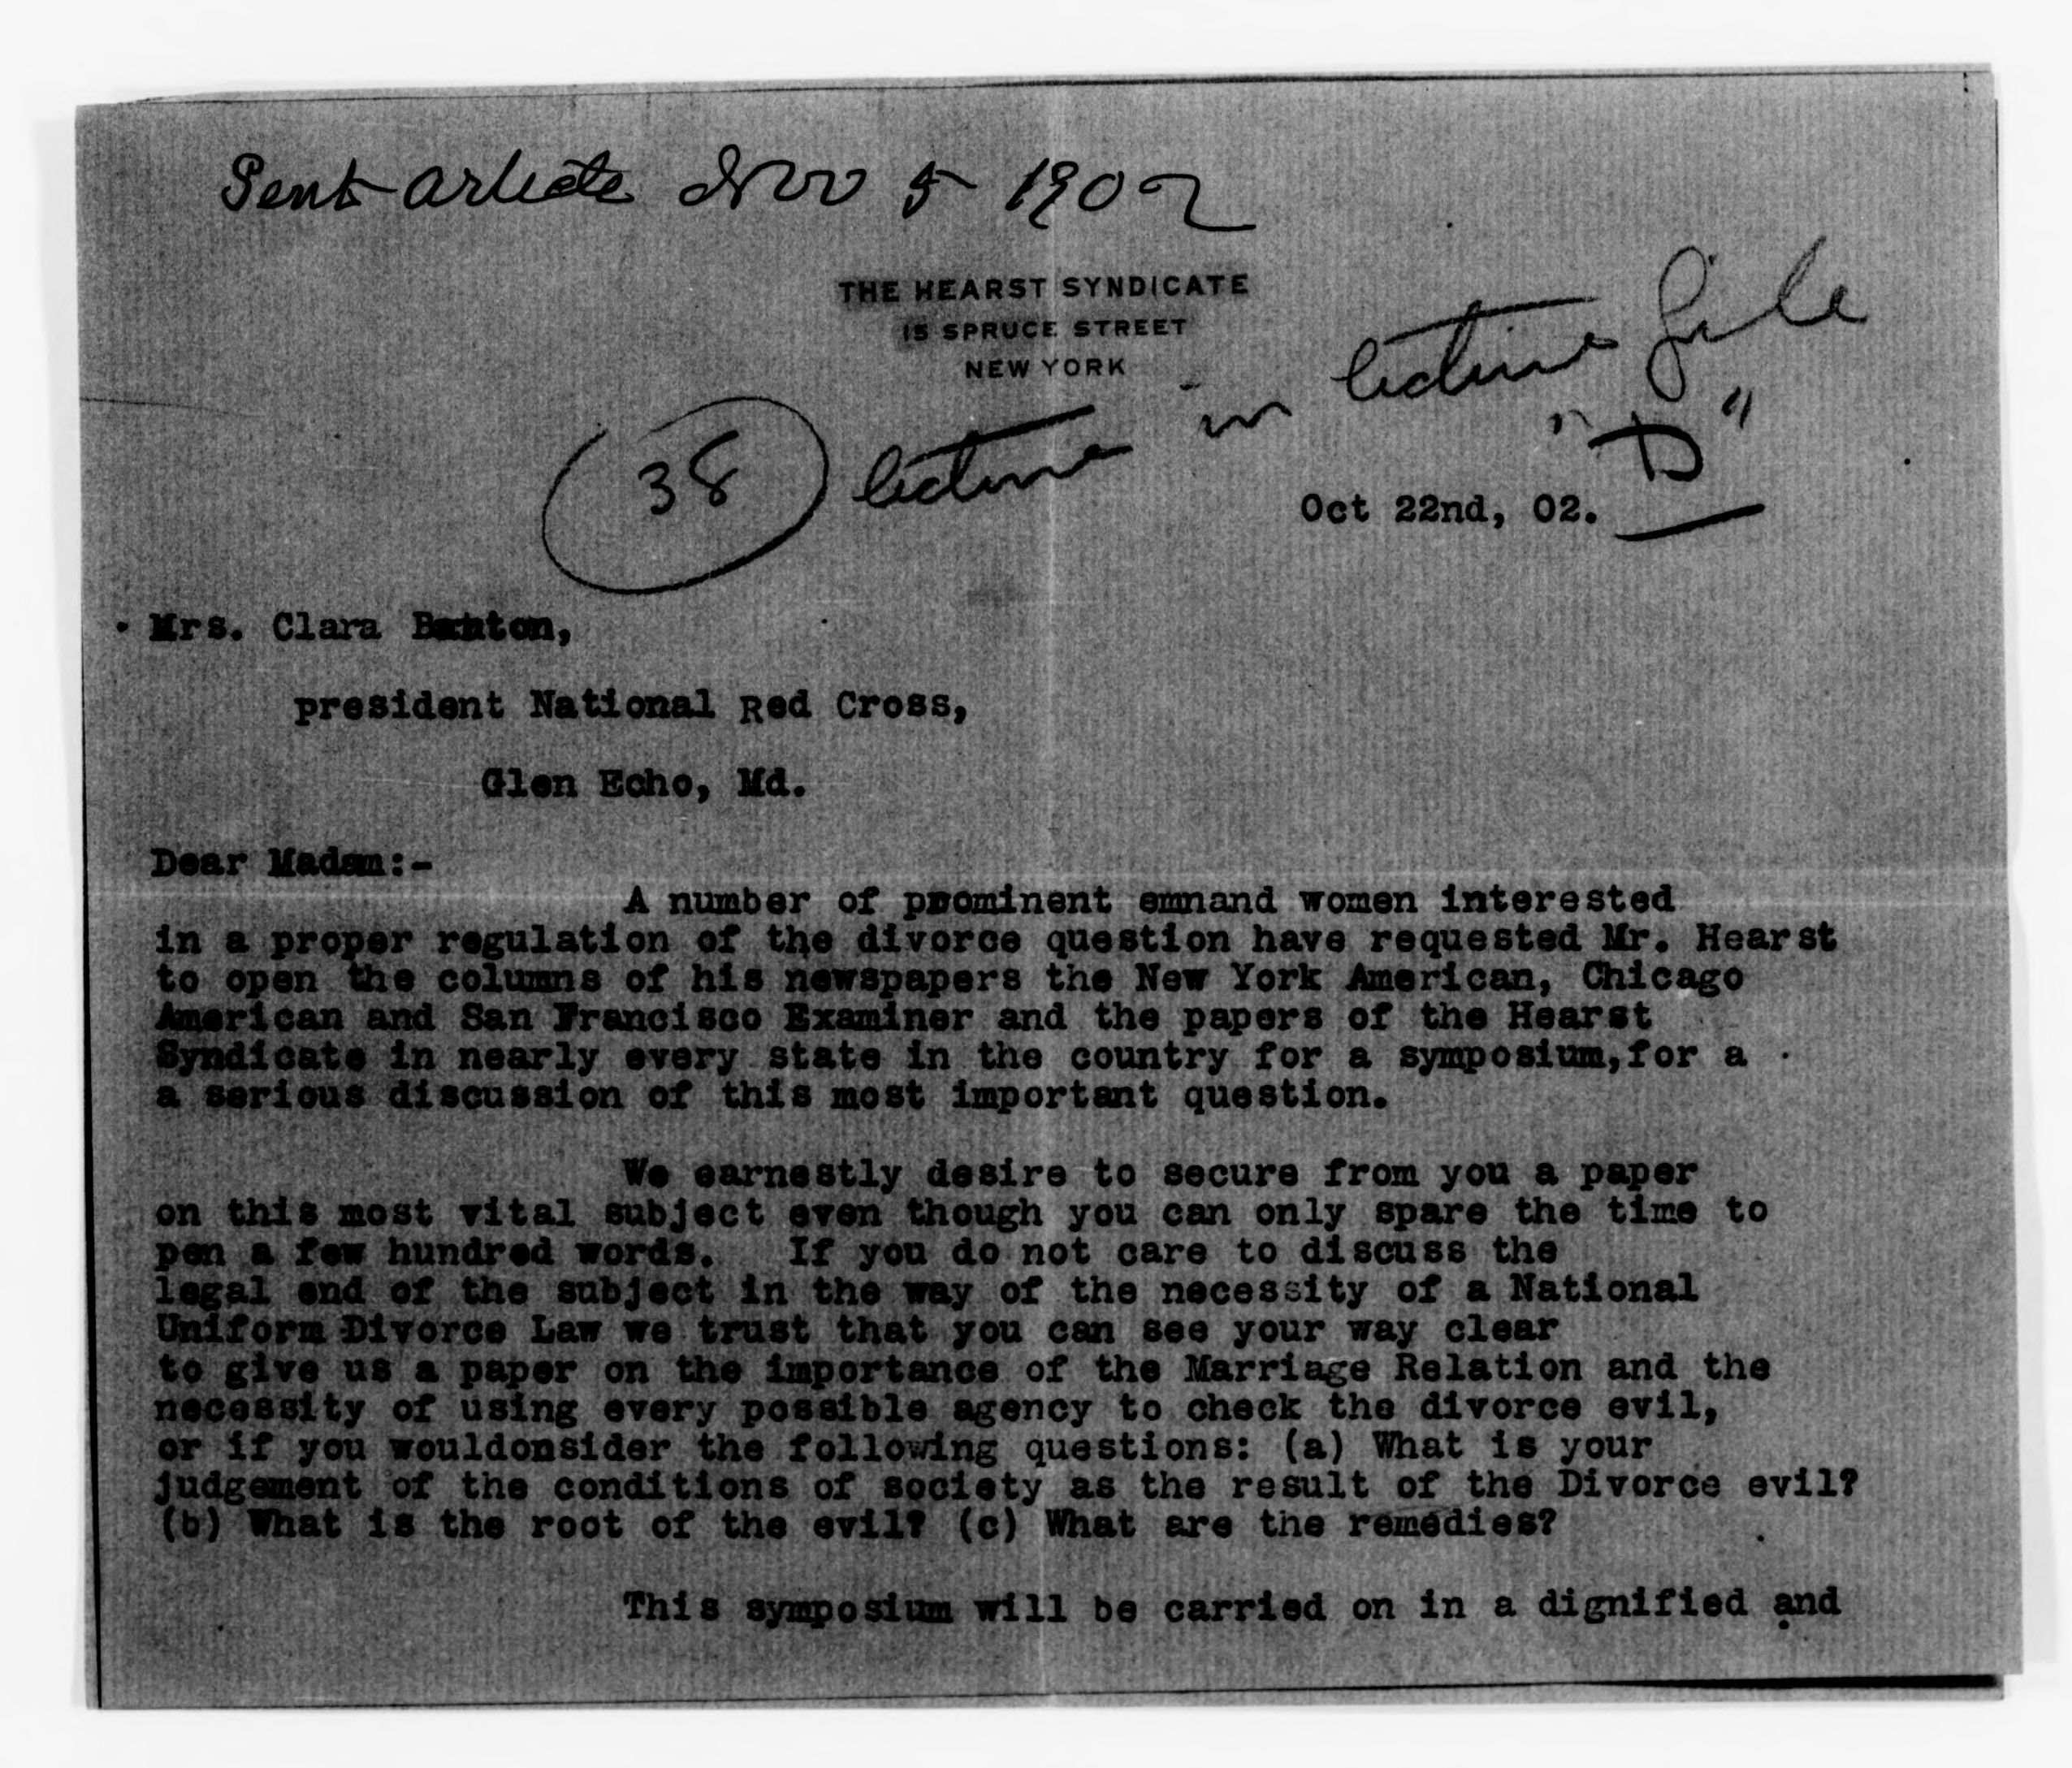 Sent article Nov 5 1902
THE HEARST SYNDICATE
15 SPRUCE STREET
NEW YORK
38 lecture in lecture file
"D"
Oct 22nd, 02.
Mrs. Clara Barton,
president National Red Cross,
Glen Echo, Md.
Dear Madam:-
A number of prominent emnand women interested
in a proper regulation of the divorce question have requested Mr. Hearst
to open the columns of his newspapers the New York American, Chicago
American and San Francisco Examiner and the papers of the Hearst
Syndicate in nearly every state in the country for a symposium,for a
a serious discussion of this most important question.
We earnestly desire to secure from you a paper
on this most vital subject even though you can only spare the time to
pen a few hundred words. If you do not care to discuss the
legal end of the subject in the way of the necessity of a National
Uniform Divorce Law we trust that you can see your way clear
to give us a paper on the importance of the Marriage Relation and the
necessity of using every possible agency to check the divorce evil,
or if you wouldonsider the following questions: (a) What is your
judgement of the conditions of society as the result of the Divorce evil?
(b) What is the root of the evil? (c) What are the remedies?
This symposium will be carried on in a dignified and